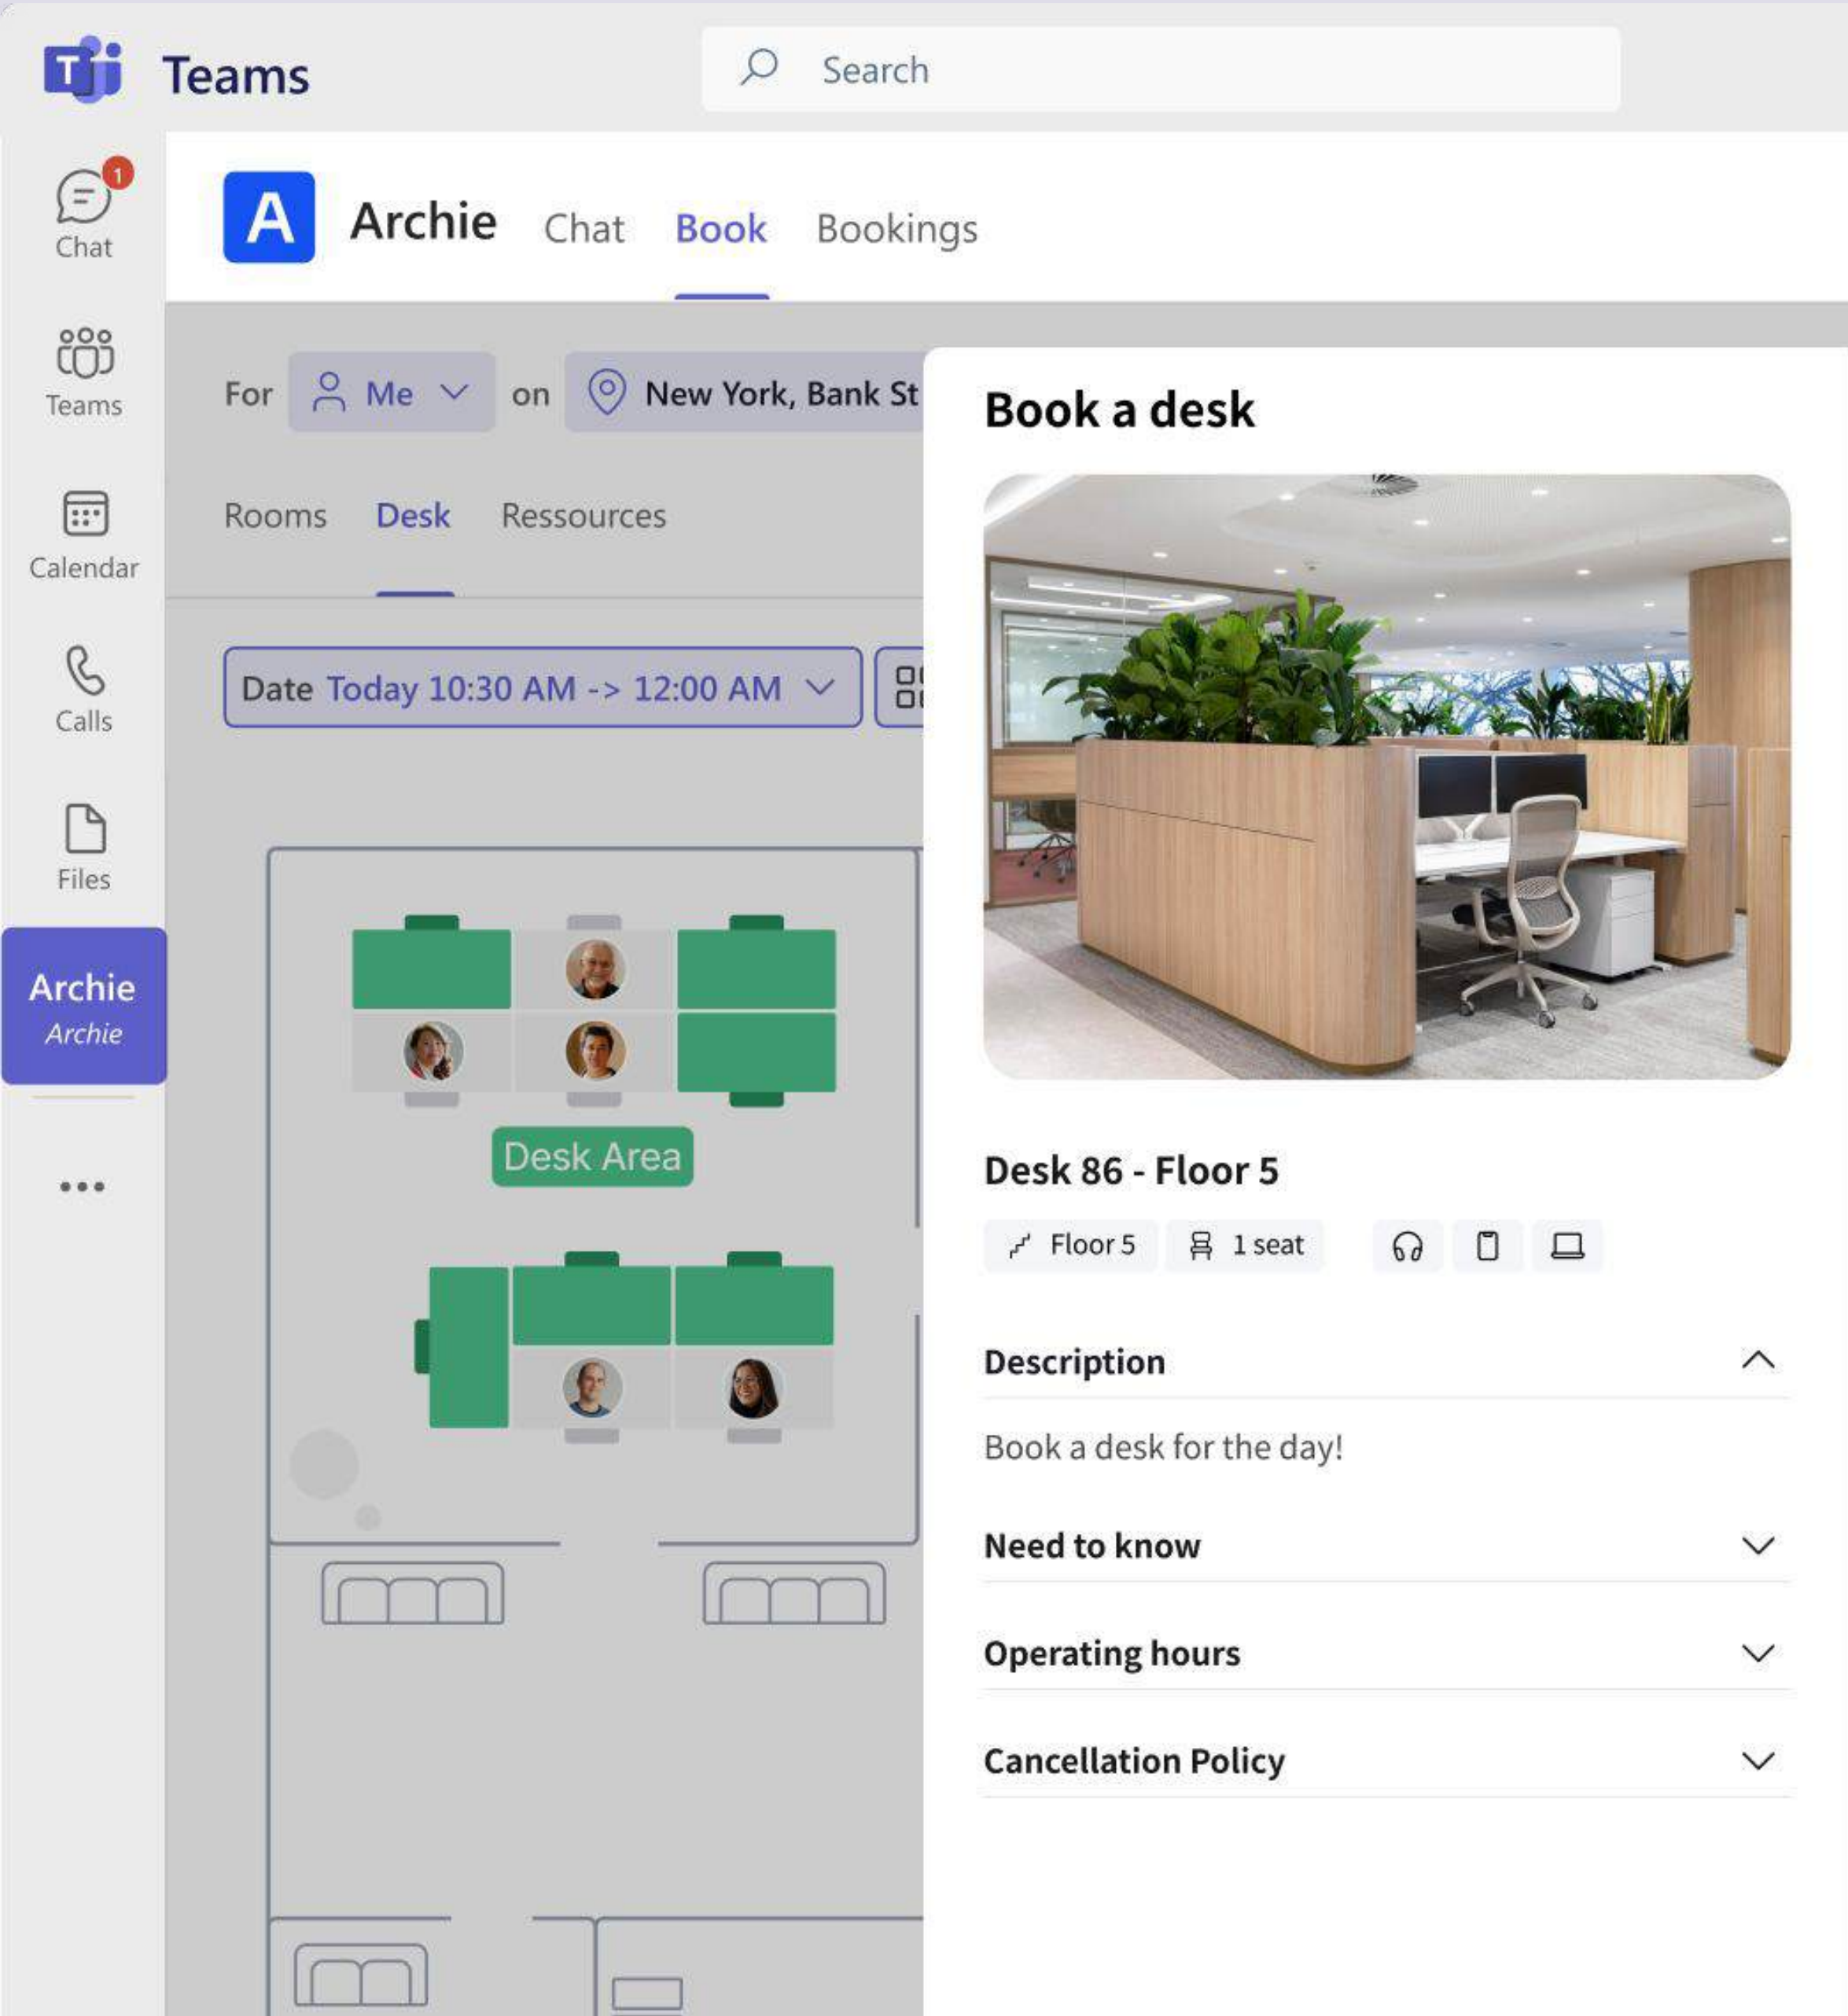 T Teams
Search
1
Chat
Teams
Calendar
Calls
Files
Archie
Archie
A Archie Chat Book Bookings
For Me on New York, Bank St
Rooms Desk Ressources
Date Today 10:30 AM -> 12:00 AM
Desk Area
Book a desk
Desk 86 - Floor 5
Floor 5 1 seat
Description
Book a desk for the day!
Need to know
Operating hours
Cancellation Policy